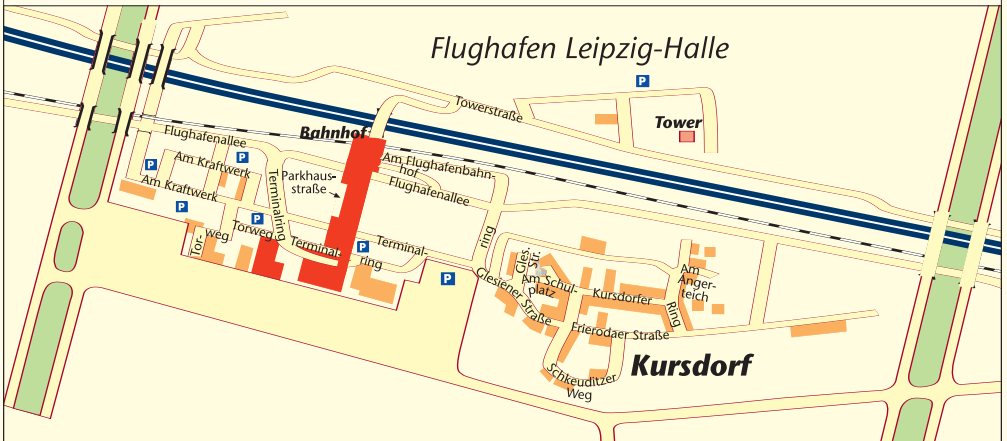 Flughafen Leipzig-Halle
P
Towerstraße
Tower
Bahnhof
Flughafenallee
Am Flughafenbahn-
hof
Flughafenallee
P
P
Am Kraftwerk
Am Kraftwerk
Parkhaus-
straße
Terminalring
P
P
Torweg
Tor-
weg
Terminal-
ring
P
Terminal-
ring
P
Gles.
Str.
Am Schul-
platz
Glesiener Straße
Kursdorfer
Ring
Am
Anger-
teich
Frierodaer Straße
Schkeuditzer
Weg
Kursdorf